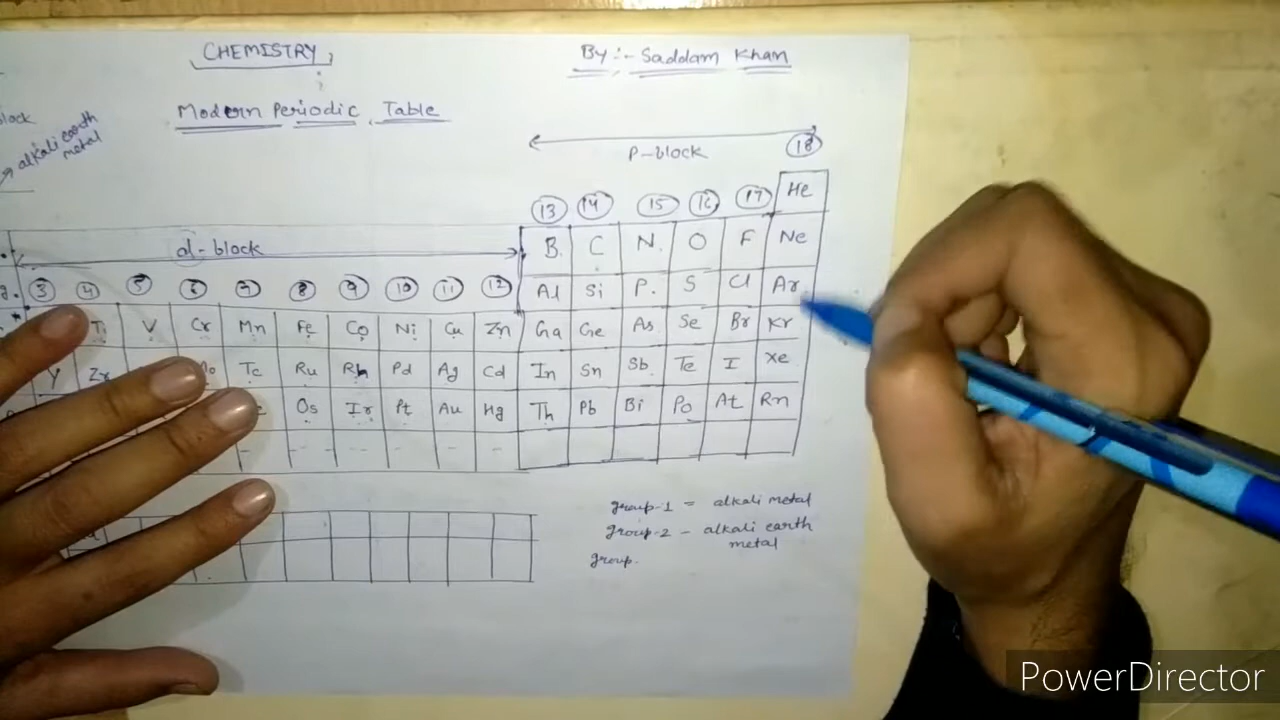 CHEMISTRY
By :- Saddam Khan
Modern Periodic Table
alkali earth
metal
P-block
18
He
13 14 15 16 17
d-block
B C N O F Ne
3 4 5 6 7 8 9 10 11 12
Al Si P S Cl Ar
Ti V Cr Mn Fe Co Ni Cu Zn Ga Ge As Se Br Kr
Y Zr Tc Ru Rh Pd Ag Cd In Sn Sb Te I Xe
Os Ir Pt Au Hg Th Pb Bi Po At Rn
group-1 = alkali metal
group-2 - alkali earth
metal
group.
PowerDirector